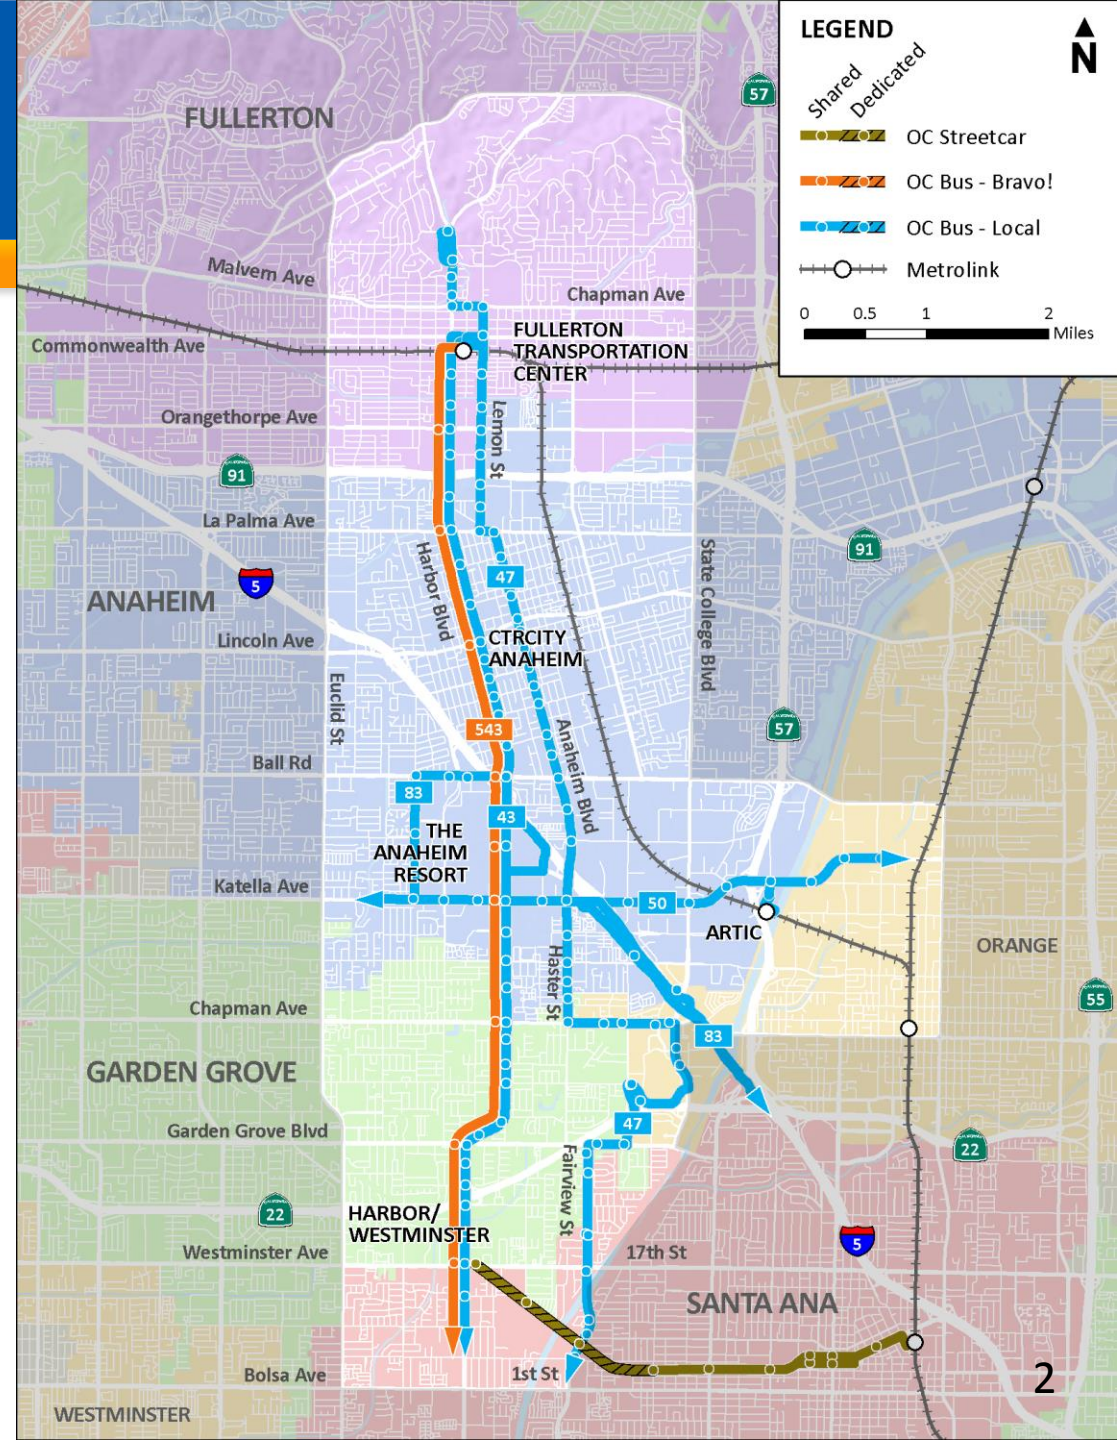 LEGEND
N
Shared
Dedicated
OC Streetcar
OC Bus - Bravo!
OC Bus - Local
Metrolink
0 0.5 1 2
Miles
57
FULLERTON
Malvern Ave
Chapman Ave
FULLERTON
TRANSPORTATION
CENTER
Commonwealth Ave
Orangethorpe Ave
Lemon St
91
La Palma Ave
91
Harbor Blvd
State College Blvd
47
5
ANAHEIM
Lincoln Ave
CTRCITY
ANAHEIM
Euclid St
543
Anaheim Blvd
57
Ball Rd
83
43
THE
ANAHEIM
RESORT
Katella Ave
50
ARTIC
ORANGE
Haster St
55
Chapman Ave
83
GARDEN GROVE
47
Garden Grove Blvd
22
Fairview St
22
HARBOR/
WESTMINSTER
Westminster Ave
17th St
5
SANTA ANA
Bolsa Ave
1st St
2
WESTMINSTER